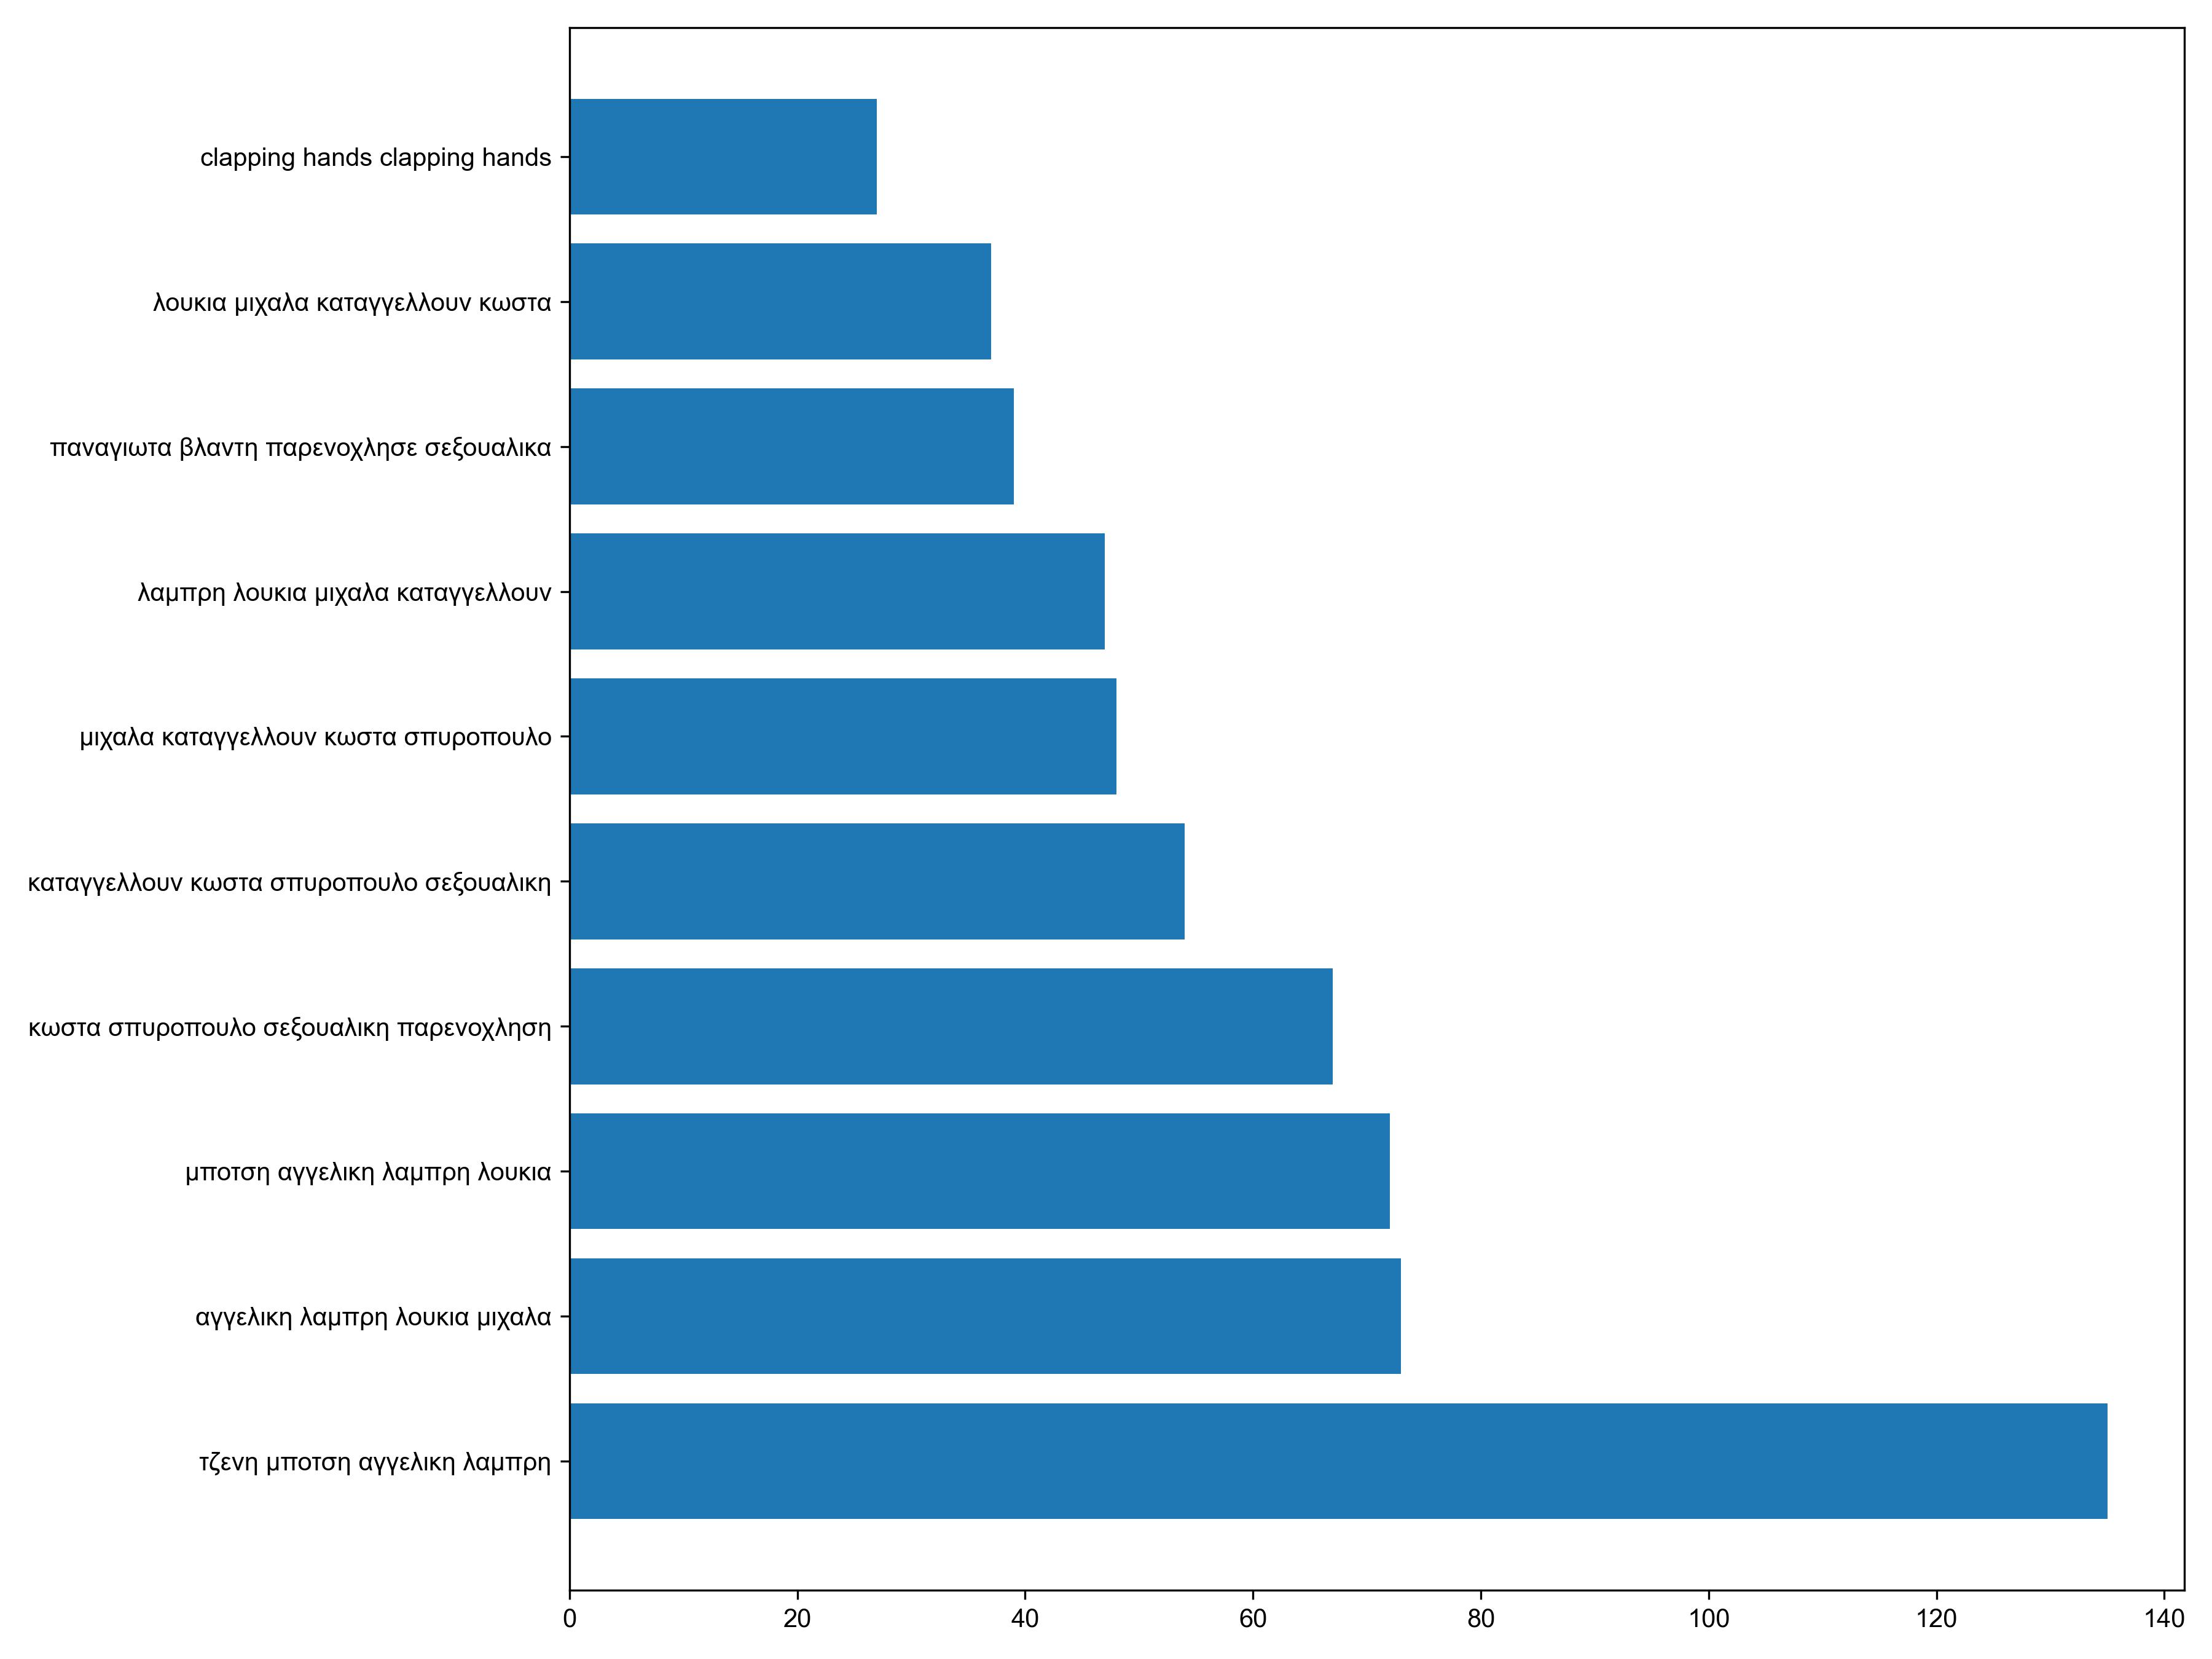 clapping hands clapping hands
λουκια μιχαλα καταγγελλουν κωστα
παναγιωτα βλαντη παρενοχλησε σεξουαλικα
λαμπρη λουκια μιχαλα καταγγελλουν
μιχαλα καταγγελλουν κωστα σπυροπουλο
καταγγελλουν κωστα σπυροπουλο σεξουαλικη
κωστα σπυροπουλο σεξουαλικη παρενοχληση
μποτση αγγελικη λαμπρη λουκια
αγγελικη λαμπρη λουκια μιχαλα
τζενη μποτση αγγελικη λαμπρη
0 20 40 60 80 100 120 140